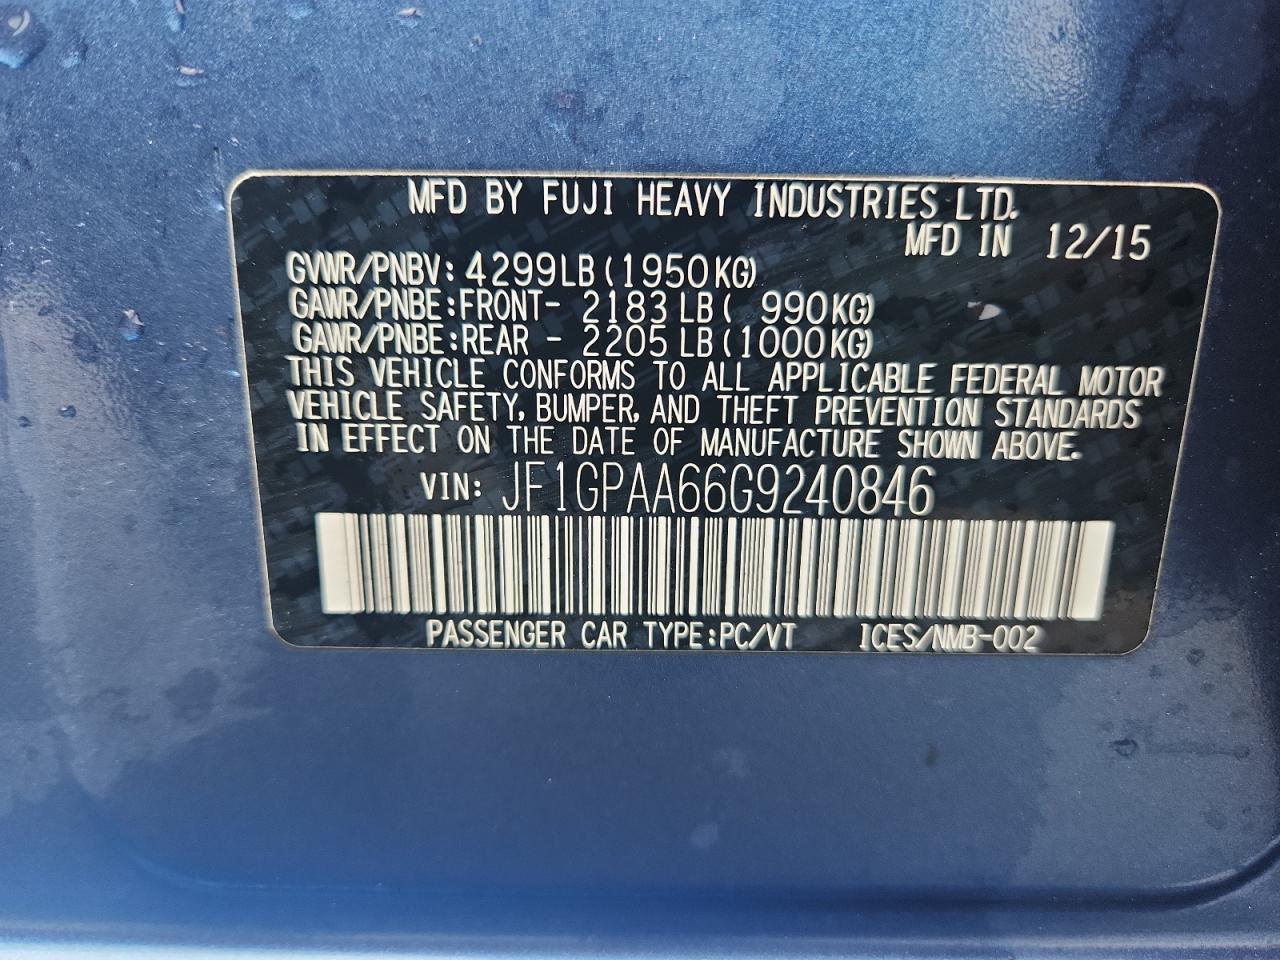 MFD BY FUJI HEAVY INDUSTRIES LTD.
MFD IN 12/15
GVWR/PNBV: 4299LB (1950KG)
GAWR/PNBE:FRONT- 2183 LB ( 990KG)
GAWR/PNBE:REAR - 2205 LB (1000KG)
THIS VEHICLE CONFORMS TO ALL APPLICABLE FEDERAL MOTOR
VEHICLE SAFETY, BUMPER, AND THEFT PREVENTION STANDARDS
IN EFFECT ON THE DATE OF MANUFACTURE SHOWN ABOVE.
VIN: JF1GPAA66G9240846
PASSENGER CAR TYPE:PC/VT ICES/NMB-002